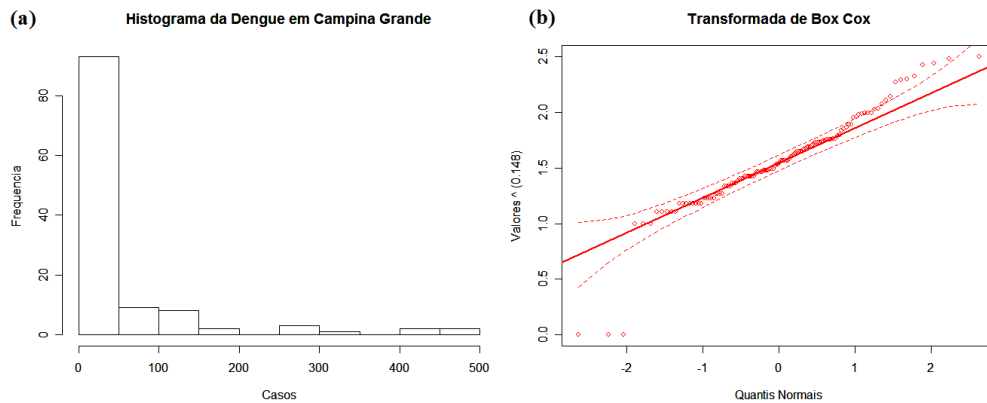 (a)
Histograma da Dengue em Campina Grande
Frequencia
0
20
40
60
80
0 100 200 300 400 500
Casos
(b)
Transformada de Box Cox
Valores ^ (0.148)
0.0
0.5
1.0
1.5
2.0
2.5
-2 -1 0 1 2
Quantis Normais